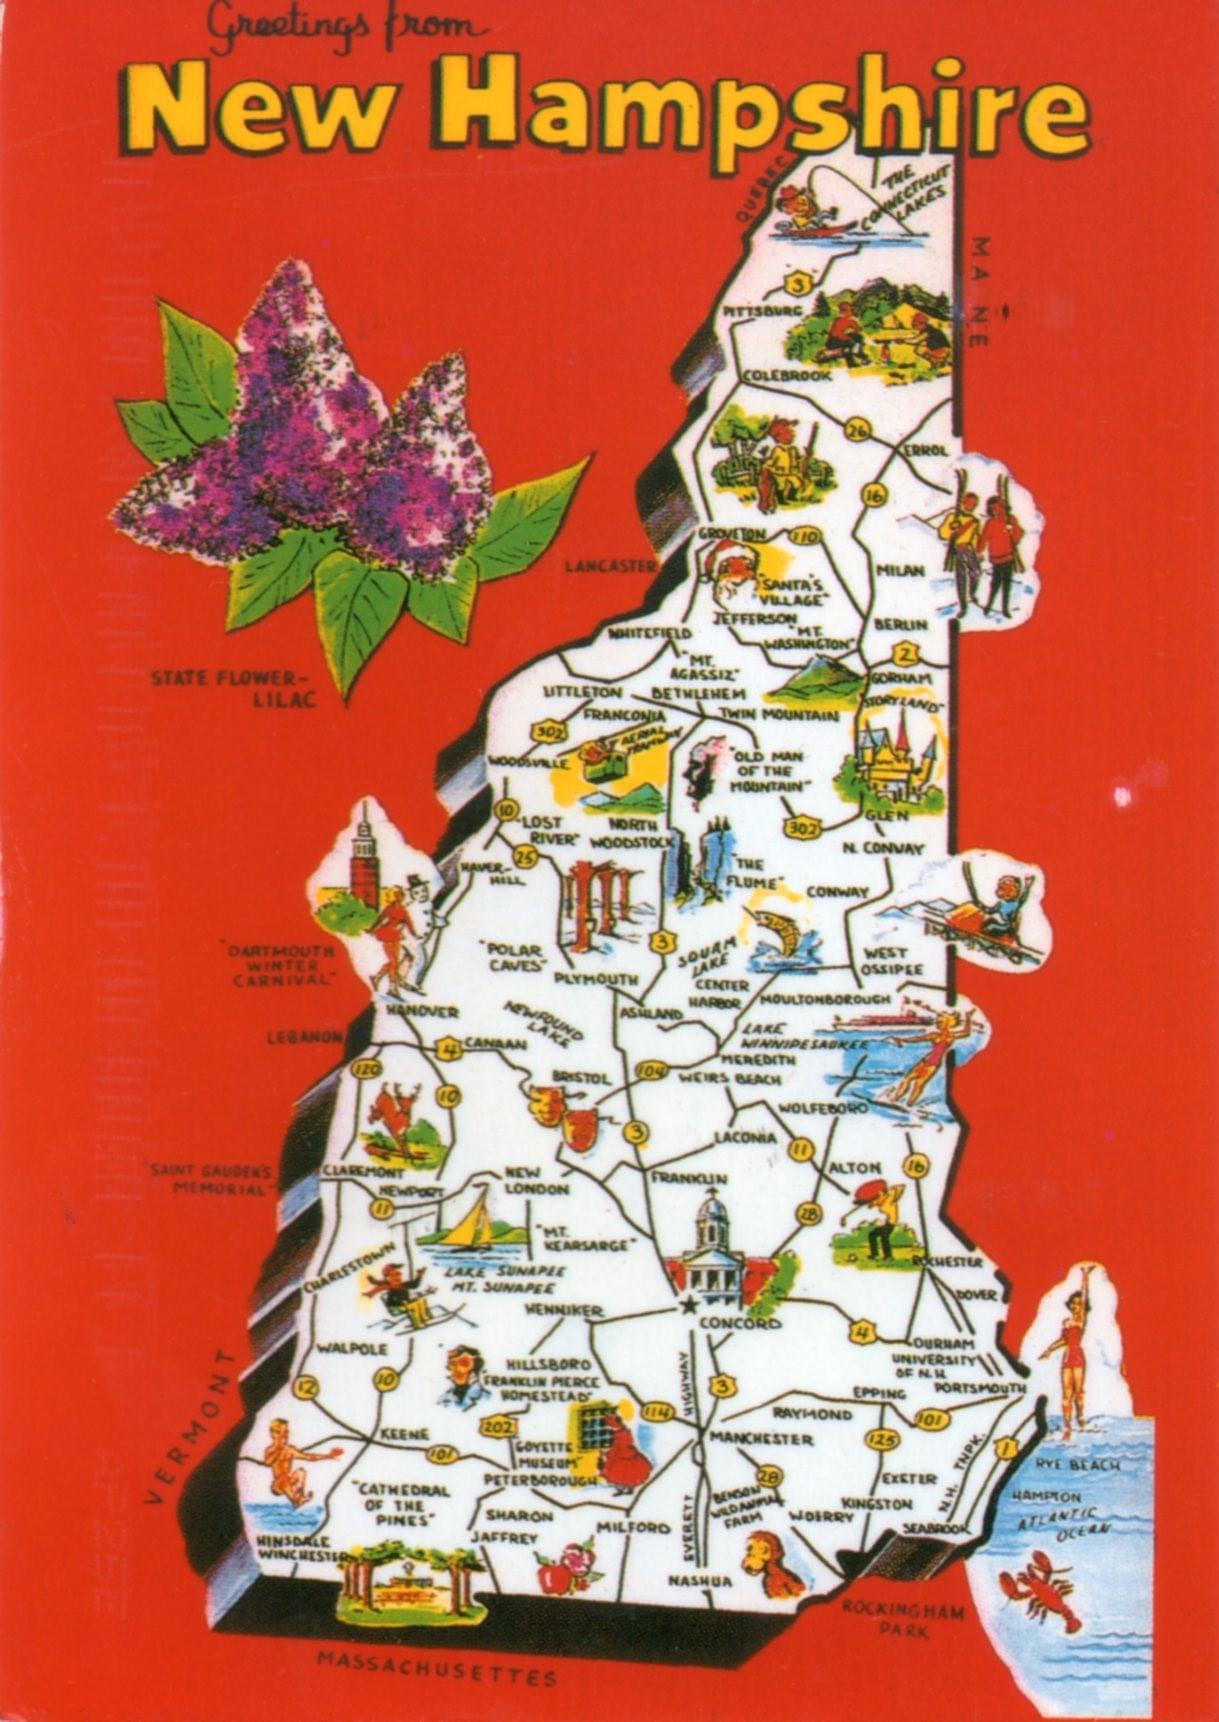 Greetings from
New Hampshire
QUEBEC
THE
CONNECTICUT
LAKES
MAINE
3
PITTSBURG
COLEBROOK
26
ERROL
16
GROVETON
110
LANCASTER
"SANTA'S
VILLAGE"
MILAN
JEFFERSON
BERLIN
WHITEFIELD
"MT.
WASHINGTON"
2
"MT.
AGASSIZ"
GORHAM
STATE FLOWER-
LILAC
LITTLETON
BETHLEHEM
"STORYLAND"
FRANCONIA
TWIN MOUNTAIN
302
AERIAL
TRAMWAY
WOODSVILLE
"OLD MAN
OF THE
MOUNTAIN"
10
"LOST
RIVER"
NORTH
WOODSTOCK
302
GLEN
25
N. CONWAY
HAVER-
HILL
"THE
FLUME"
CONWAY
"DARTMOUTH
WINTER
CARNIVAL"
"POLAR
CAVES"
3
SQUAM
LAKE
WEST
OSSIPEE
PLYMOUTH
CENTER
HARBOR
MOULTONBOROUGH
HANOVER
NEWFOUND
LAKE
ASHLAND
LEBANON
4
CANAAN
LAKE
WINNIPESAUKEE
MEREDITH
120
104
WEIRS BEACH
BRISTOL
10
WOLFEBORO
3
LACONIA
11
ALTON
16
"SAINT GAUDEN'S
MEMORIAL"
CLAREMONT
NEW
LONDON
FRANKLIN
NEWPORT
11
28
"MT.
KEARSARGE"
CHARLESTOWN
LAKE SUNAPEE
MT. SUNAPEE
ROCHESTER
DOVER
HENNIKER
CONCORD
4
WALPOLE
DURHAM
UNIVERSITY
OF N.H.
HILLSBORO
"FRANKLIN PIERCE
HOMESTEAD"
PORTSMOUTH
VERMONT
12
10
3
EPPING
114
RAYMOND
101
202
KEENE
101
"GOYETTE
MUSEUM"
PETERBOROUGH
MANCHESTER
125
1
RYE BEACH
28
EXETER
N.H. TNPK.
HAMPTON
ATLANTIC
OCEAN
"CATHEDRAL
OF THE
PINES"
BENSON
WILD ANIMAL
FARM
KINGSTON
SHARON
W. DERRY
SEABROOK
JAFFREY
MILFORD
EVERETT HIGHWAY
HINSDALE
WINCHESTER
NASHUA
ROCKINGHAM
PARK
MASSACHUSETTES